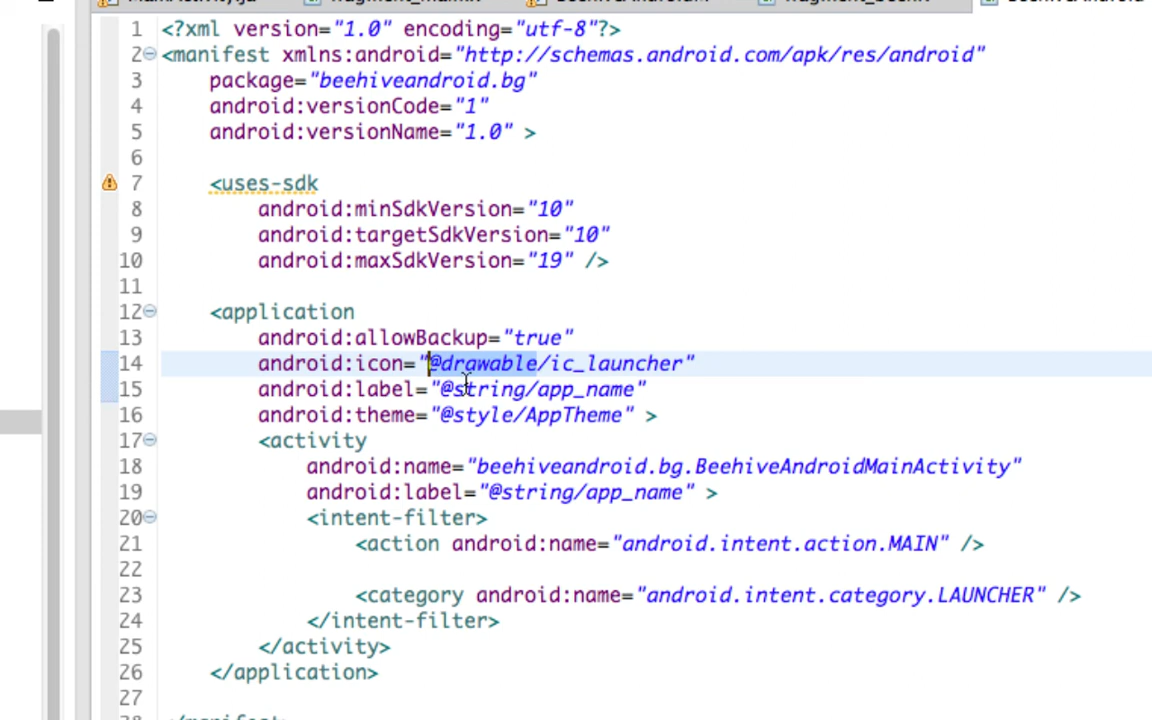 1 <?xml version="1.0" encoding="utf-8"?>
2 <manifest xmlns:android="http://schemas.android.com/apk/res/android"
3 package="beehiveandroid.bg"
4 android:versionCode="1"
5 android:versionName="1.0" >
6
7 <uses-sdk
8 android:minSdkVersion="10"
9 android:targetSdkVersion="10"
10 android:maxSdkVersion="19" />
11
12 <application
13 android:allowBackup="true"
14 android:icon="@drawable/ic_launcher"
15 android:label="@string/app_name"
16 android:theme="@style/AppTheme" >
17 <activity
18 android:name="beehiveandroid.bg.BeehiveAndroidMainActivity"
19 android:label="@string/app_name" >
20 <intent-filter>
21 <action android:name="android.intent.action.MAIN" />
22
23 <category android:name="android.intent.category.LAUNCHER" />
24 </intent-filter>
25 </activity>
26 </application>
27